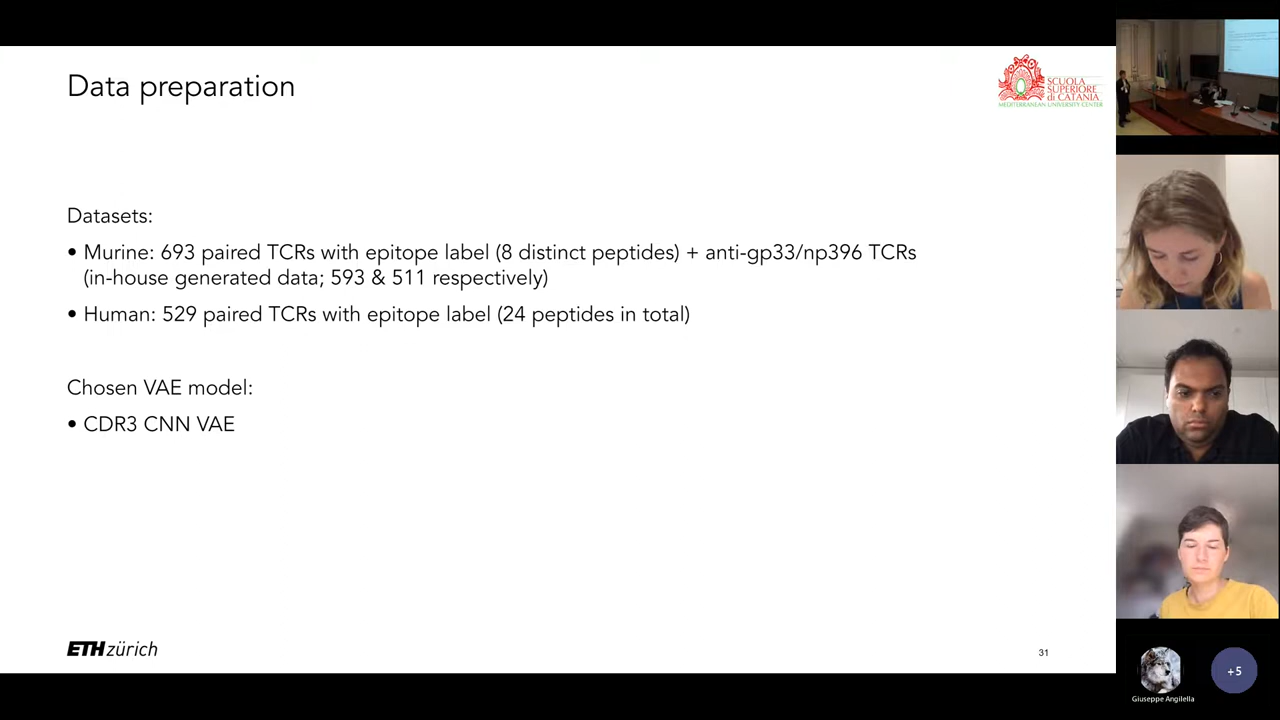 Data preparation
SCUOLA
SUPERIORE
di CATANIA
MEDITERRANEAN UNIVERSITY CENTER
Datasets:
• Murine: 693 paired TCRs with epitope label (8 distinct peptides) + anti-gp33/np396 TCRs
(in-house generated data; 593 & 511 respectively)
• Human: 529 paired TCRs with epitope label (24 peptides in total)
Chosen VAE model:
• CDR3 CNN VAE
ETH zürich
31
+5
Giuseppe Angilella